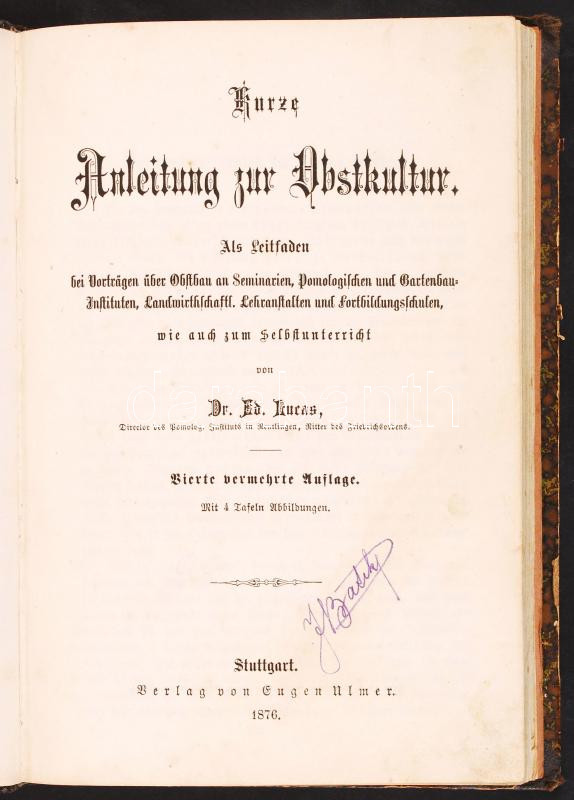 Kurze
Anleitung zur Obstkultur.
Als Leitfaden
bei Vorträgen über Obstbau an Seminarien, Pomologischen und Gartenbau-
Instituten, Landwirthschaftl. Lehranstalten und Fortbildungsschulen,
wie auch zum Selbstunterricht
von
Dr. Ed. Lucas,
Director des Pomolog. Instituts in Reutlingen, Ritter des Friedrichsordens.
Vierte vermehrte Auflage.
Mit 4 Tafeln Abbildungen.
Stuttgart.
Verlag von Eugen Ulmer.
1876.